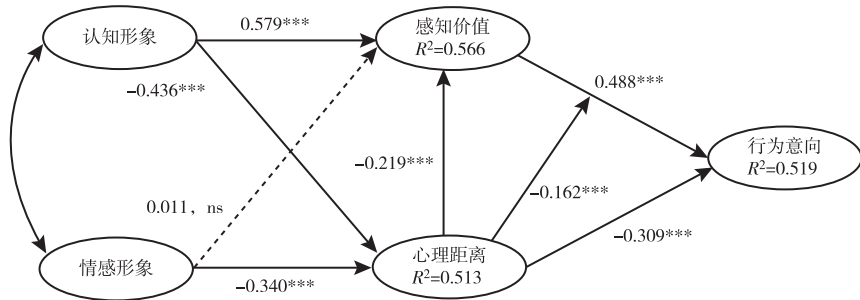 认知形象
0.579***
感知价值
R²=0.566
-0.436***
0.488***
行为意向
R²=0.519
-0.219***
-0.162***
0.011，ns
-0.309***
情感形象
-0.340***
心理距离
R²=0.513